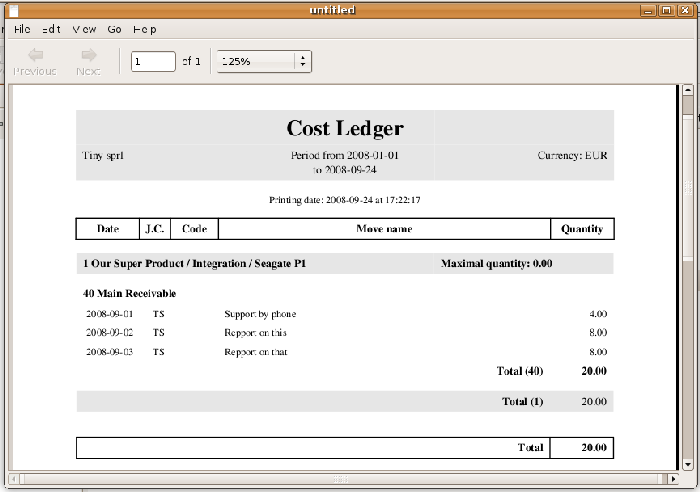 untitled
File Edit View Go Help
Previous Next 1 of 1 125%
Cost Ledger
Tiny sprl Period from 2008-01-01 Currency: EUR
to 2008-09-24
Printing date: 2008-09-24 at 17:22:17
Date J.C. Code Move name Quantity
1 Our Super Product / Integration / Seagate P1 Maximal quantity: 0.00
40 Main Receivable
2008-09-01 TS Support by phone 4.00
2008-09-02 TS Repport on this 8.00
2008-09-03 TS Repport on that 8.00
Total (40) 20.00
Total (1) 20.00
Total 20.00